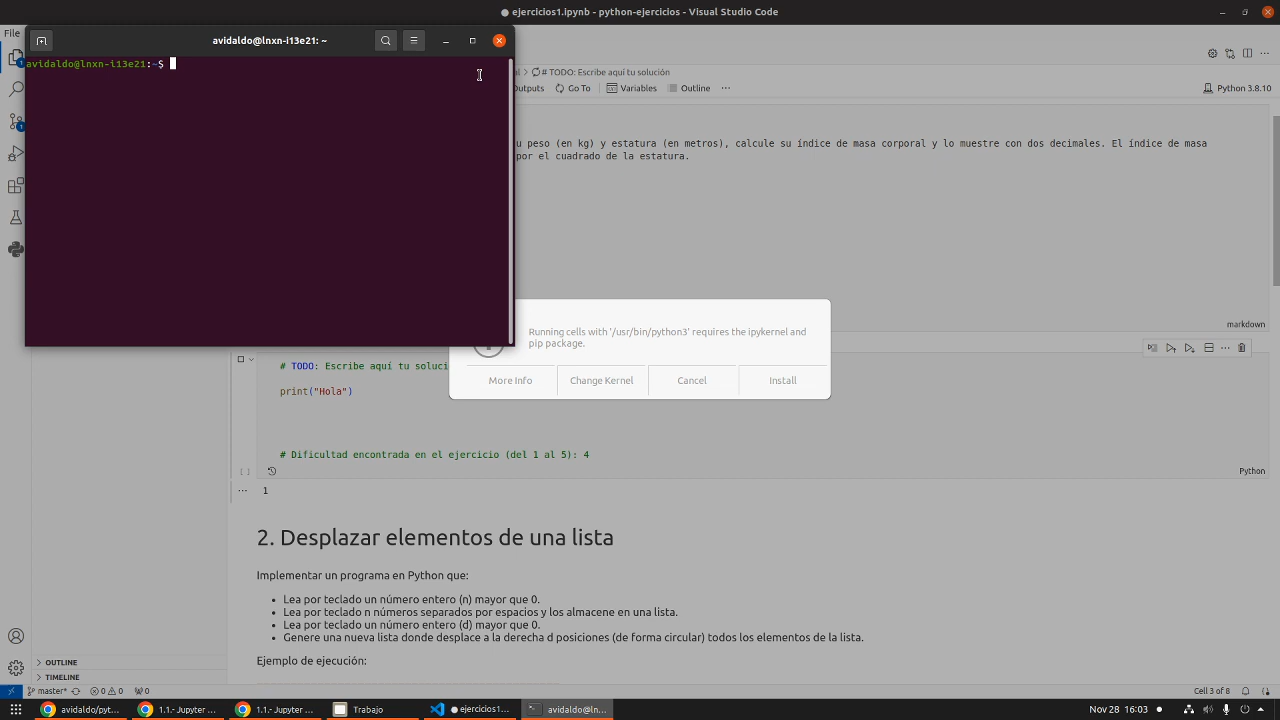 ejercicios1.ipynb - python-ejercicios - Visual Studio Code
File
avidaldo@lnxn-i13e21: ~
avidaldo@lnxn-i13e21:~$
# TODO: Escribe aquí tu solución
utputs
Go To
Variables
Outline
Python 3.8.10
u peso (en kg) y estatura (en metros), calcule su índice de masa corporal y lo muestre con dos decimales. El índice de masa
por el cuadrado de la estatura.
markdown
Running cells with '/usr/bin/python3' requires the ipykernel and
pip package.
More Info
Change Kernel
Cancel
Install
# TODO: Escribe aquí tu soluci
print("Hola")
# Dificultad encontrada en el ejercicio (del 1 al 5): 4
[ ]
Python
1
2. Desplazar elementos de una lista
Implementar un programa en Python que:
• Lea por teclado un número entero (n) mayor que 0.
• Lea por teclado n números separados por espacios y los almacene en una lista.
• Lea por teclado un número entero (d) mayor que 0.
• Genere una nueva lista donde desplace a la derecha d posiciones (de forma circular) todos los elementos de la lista.
Ejemplo de ejecución:
OUTLINE
TIMELINE
master*
0
0
0
Cell 3 of 8
avidaldo/pyt...
1.1.- Jupyter ...
1.1.- Jupyter ...
Trabajo
ejercicios1...
avidaldo@ln...
Nov 28 16:03